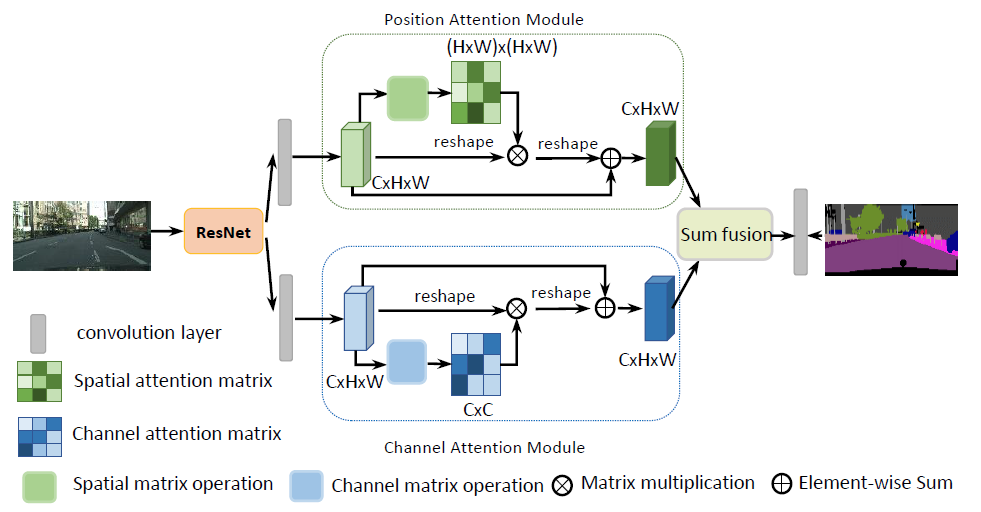 Position Attention Module
(HxW)x(HxW)
CxHxW
reshape
reshape
CxHxW
ResNet
Sum fusion
reshape
reshape
convolution layer
CxHxW
CxHxW
Spatial attention matrix
CxC
Channel attention matrix
Channel Attention Module
Spatial matrix operation
Channel matrix operation
Matrix multiplication
Element-wise Sum